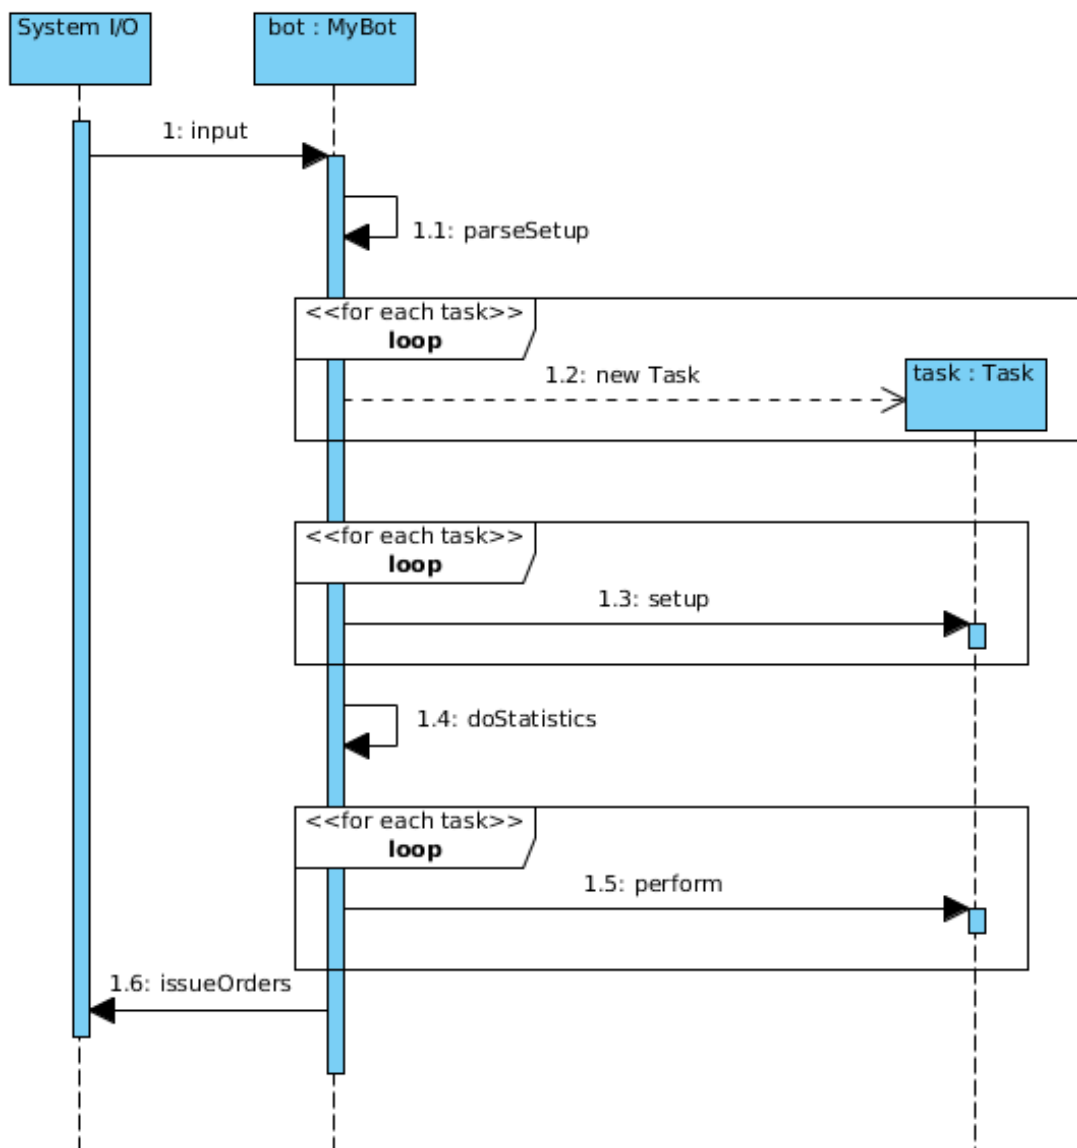 System I/O
bot : MyBot
1: input
1.1: parseSetup
<<for each task>>
loop
1.2: new Task
task : Task
<<for each task>>
loop
1.3: setup
1.4: doStatistics
<<for each task>>
loop
1.5: perform
1.6: issueOrders